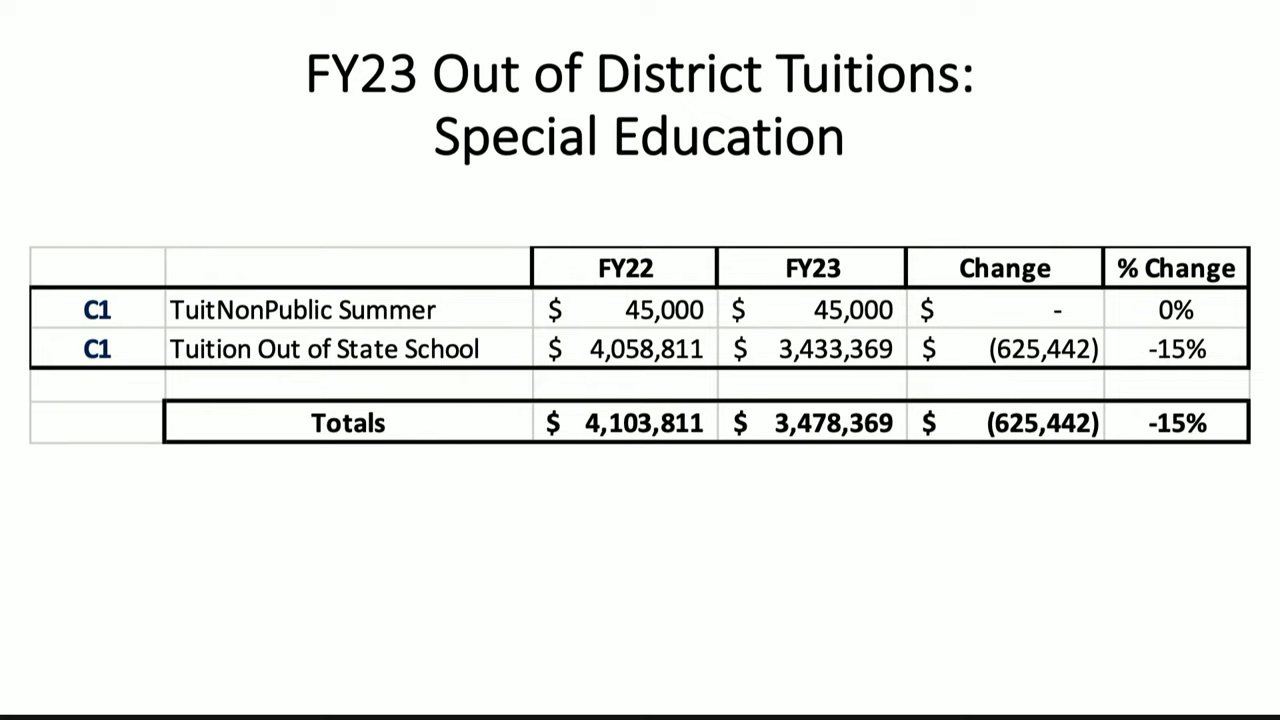 FY23 Out of District Tuitions:
Special Education
FY22 FY23 Change % Change
C1 TuitNonPublic Summer $ 45,000 $ 45,000 $ - 0%
C1 Tuition Out of State School $ 4,058,811 $ 3,433,369 $ (625,442) -15%
Totals $ 4,103,811 $ 3,478,369 $ (625,442) -15%